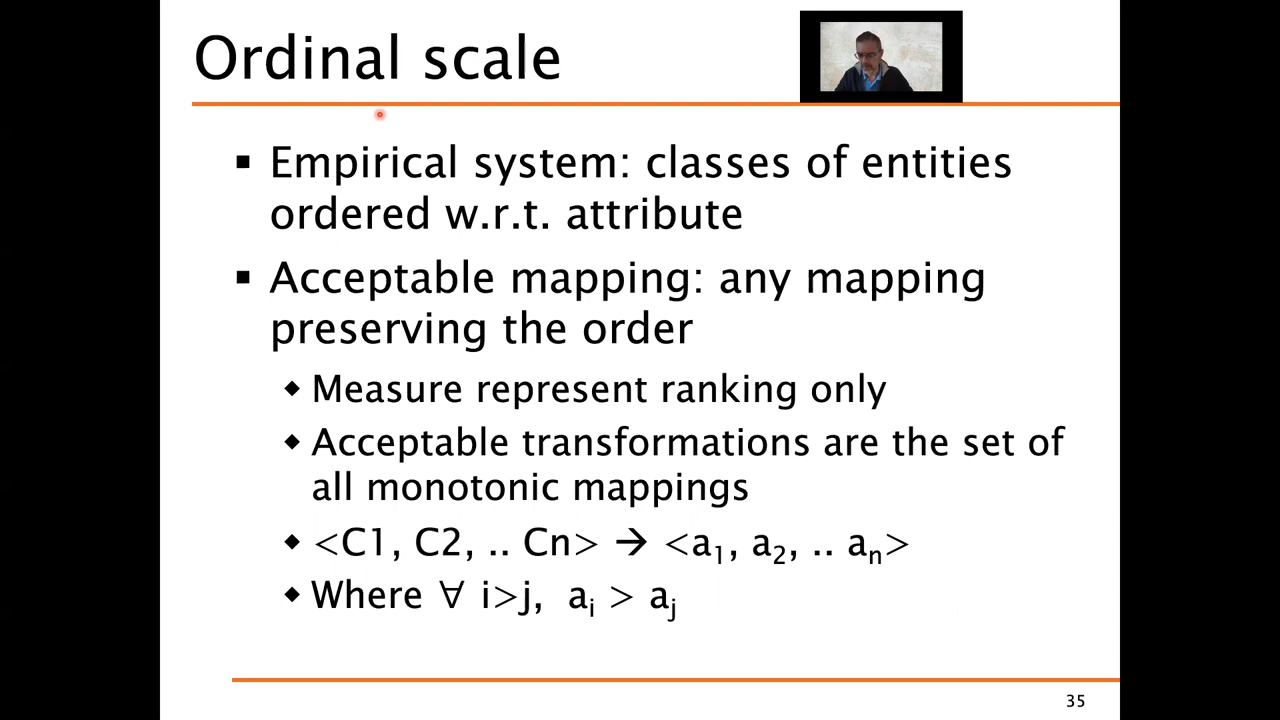 Ordinal scale
▪ Empirical system: classes of entities
ordered w.r.t. attribute
▪ Acceptable mapping: any mapping
preserving the order
◆ Measure represent ranking only
◆ Acceptable transformations are the set of
all monotonic mappings
◆ <C1, C2, .. Cn> → <a₁, a₂, .. aₙ>
◆ Where ∀ i>j, aᵢ > aⱼ
35